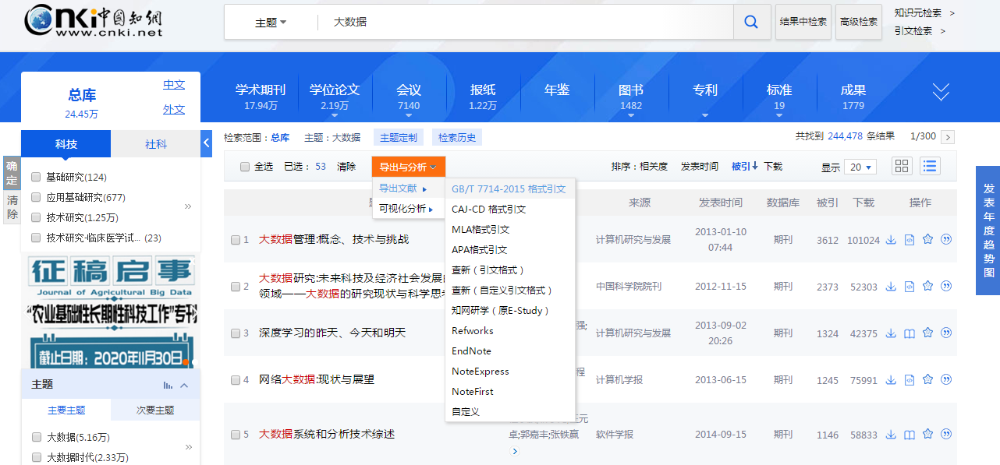 cnki中国知网
www.cnki.net
主题
大数据
结果中检索
高级检索
知识元检索 >
引文检索 >
总库
24.45万
中文
外文
学术期刊
17.94万
学位论文
2.19万
会议
7140
报纸
1.22万
年鉴
图书
1482
专利
标准
19
成果
1779
科技
社科
检索范围：总库 主题：大数据 主题定制 检索历史
共找到 244,478 条结果 1/300
确定
清除
基础研究(124)
应用基础研究(677)
技术研究(1.25万)
技术研究-临床医学试... (23)
全选 已选： 53 清除 导出与分析
排序：相关度 发表时间 被引 下载 显示 20
导出文献
可视化分析
GB/T 7714-2015 格式引文
CAJ-CD 格式引文
MLA格式引文
APA格式引文
查新（引文格式）
查新（自定义引文格式）
知网研学（原E-Study）
Refworks
EndNote
NoteExpress
NoteFirst
自定义
来源 发表时间 数据库 被引 下载 操作
1 大数据管理:概念、技术与挑战 计算机研究与发展 2013-01-10 07:44 期刊 3612 101024
2 大数据研究:未来科技及经济社会发展
领域——大数据的研究现状与科学思
中国科学院院刊 2012-11-15 期刊 2373 52303
3 深度学习的昨天、今天和明天 强; 计算机研究与发展 2013-09-02 20:26 期刊 1324 42375
4 网络大数据:现状与展望 程 计算机学报 2013-06-15 期刊 1245 75991
5 大数据系统和分析技术综述 元
卓;郭嘉丰;张铁赢 软件学报 2014-09-15 期刊 1146 58833
征稿启事
Journal of Agricultural Big Data
“农业基础性长期性科技工作”专刊
截止日期：2020年11月30日
主题
主要主题
次要主题
大数据(5.16万)
大数据时代(2.33万)
发表年度趋势图